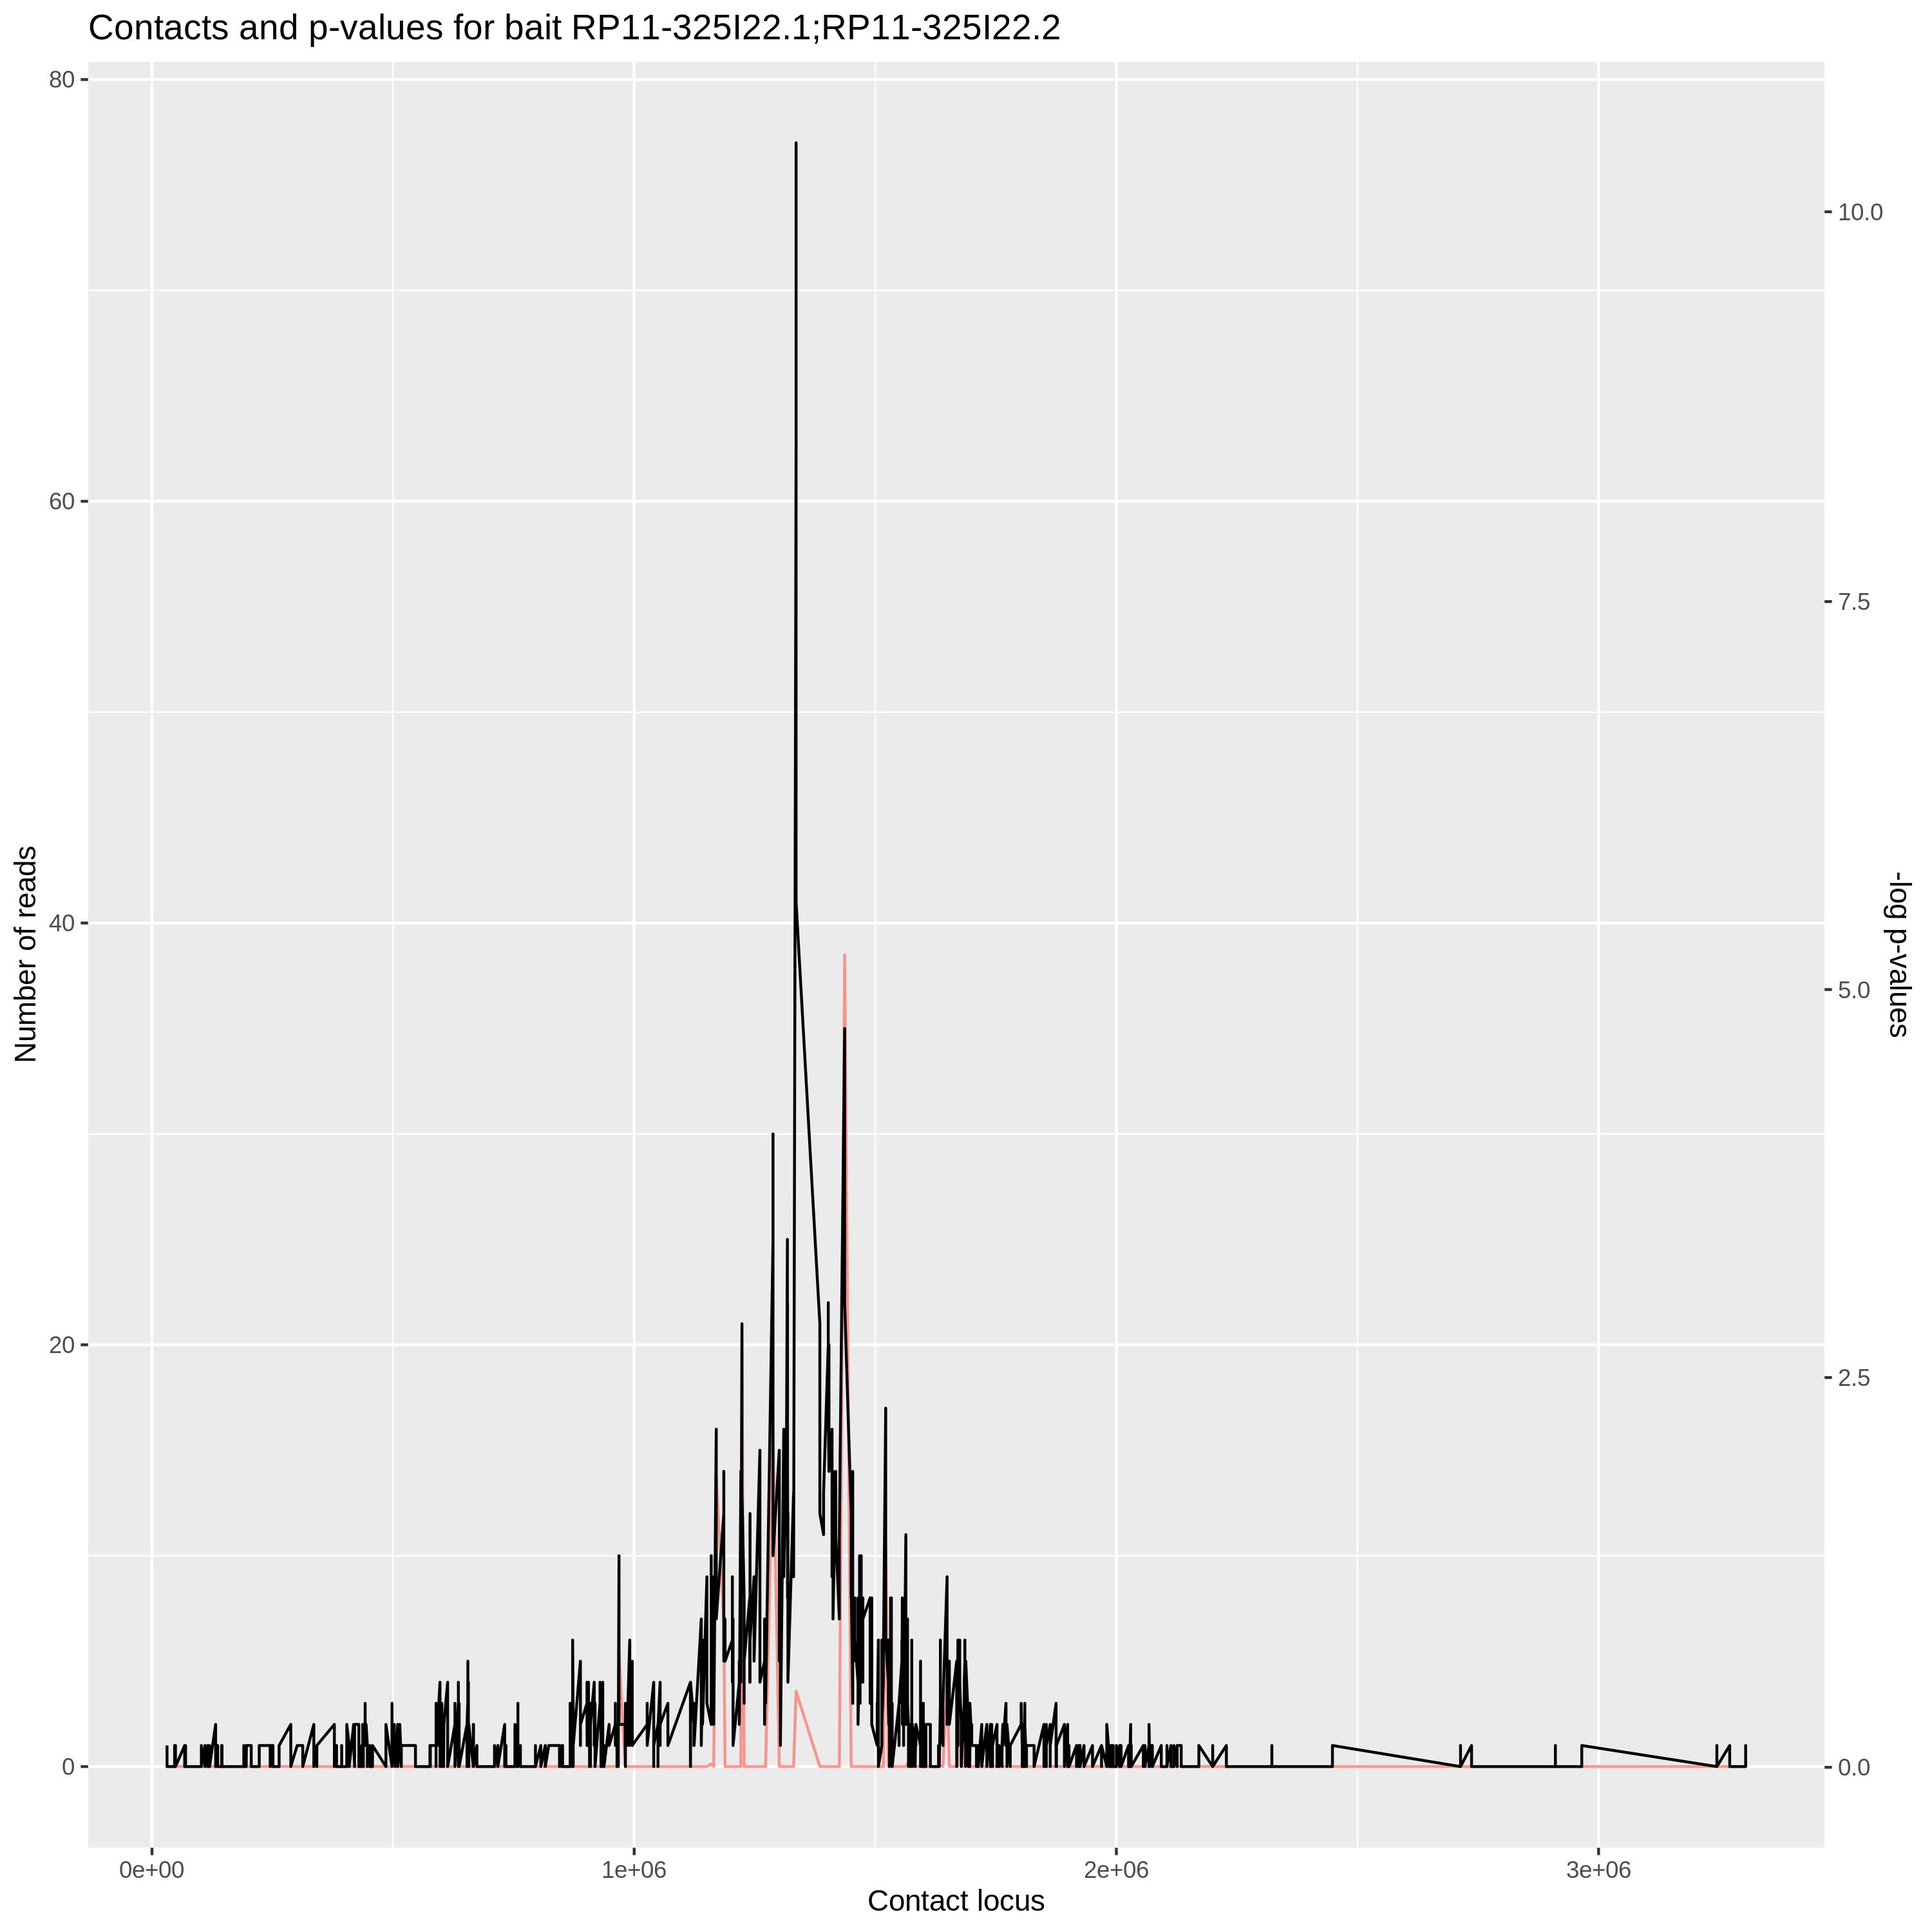 Contacts and p-values for bait RP11-325I22.1;RP11-325I22.2
80
60
40
20
0
Number of reads
10.0
7.5
5.0
2.5
0.0
-log p-values
0e+00
1e+06
2e+06
3e+06
Contact locus